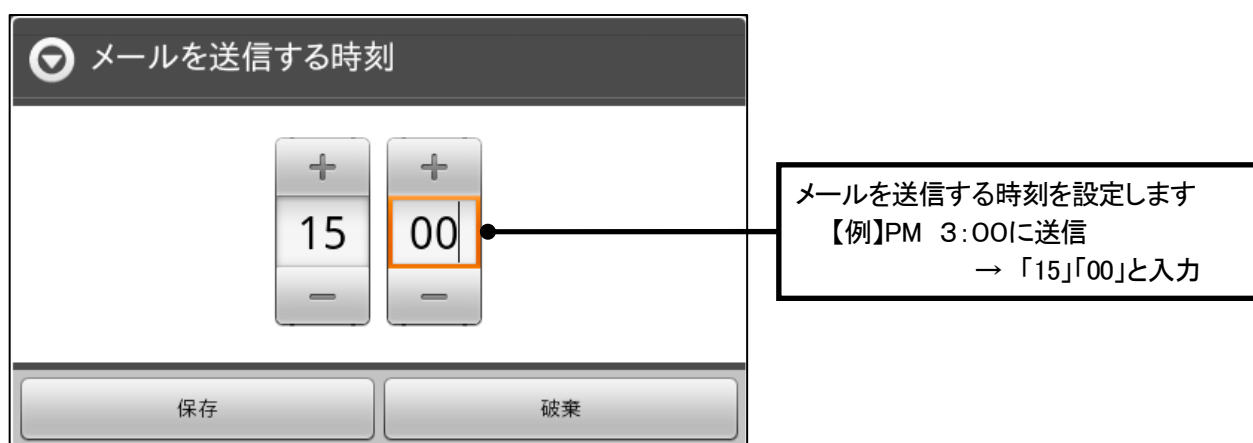 メールを送信する時刻
+ +
15 00
- -
保存 破棄
メールを送信する時刻を設定します
【例】PM 3:00に送信
→ 「15」「00」と入力